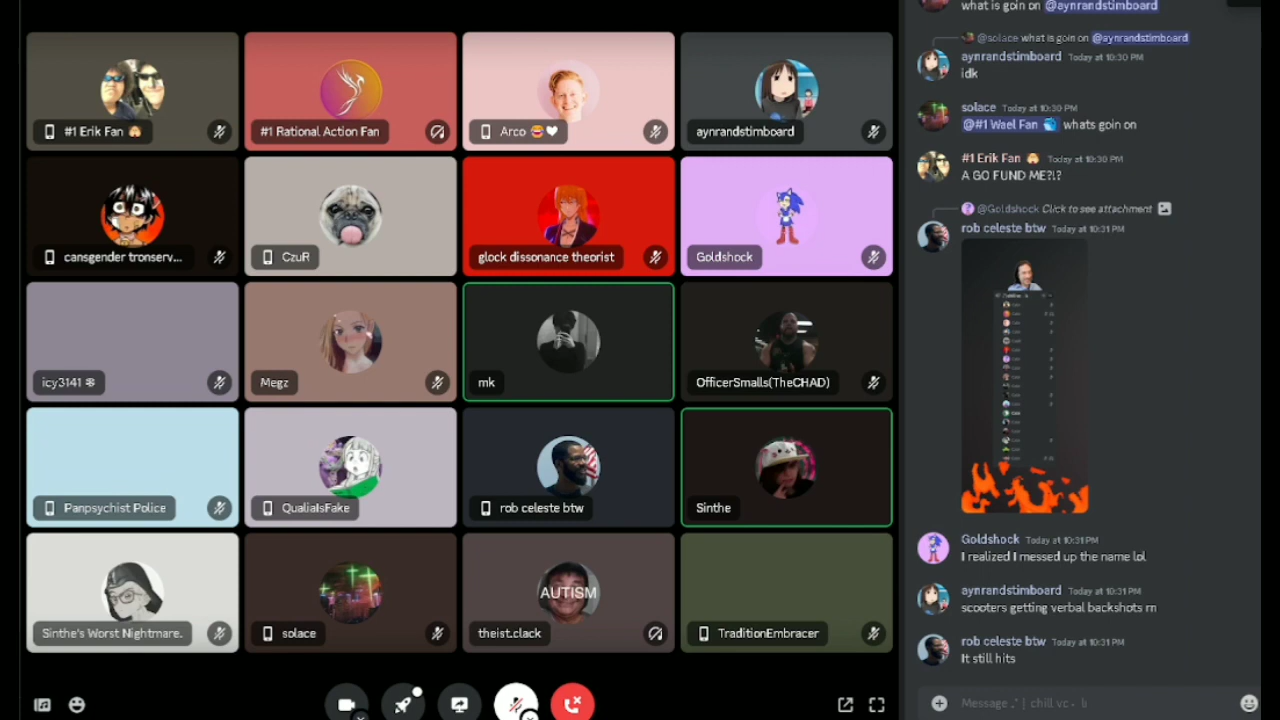 #1 Erik Fan
#1 Rational Action Fan
Arco
aynrandstimboard
cansgender tronserv...
CzuR
glock dissonance theorist
Goldshock
icy3141
Megz
mk
OfficerSmalls(TheCHAD)
Panpsychist Police
QualiaIsFake
rob celeste btw
Sinthe
Sinthe's Worst Nightmare.
solace
AUTISM
theist.clack
TraditionEmbracer
what is goin on @aynrandstimboard
@solace what is goin on @aynrandstimboard
aynrandstimboard Today at 10:30 PM
idk
solace Today at 10:30 PM
@#1 Wael Fan whats goin on
#1 Erik Fan Today at 10:30 PM
A GO FUND ME?!?
@Goldshock Click to see attachment
rob celeste btw Today at 10:31 PM
Goldshock Today at 10:31 PM
I realized I messed up the name lol
aynrandstimboard Today at 10:31 PM
scooters getting verbal backshots rn
rob celeste btw Today at 10:31 PM
It still hits
Message
chill vc